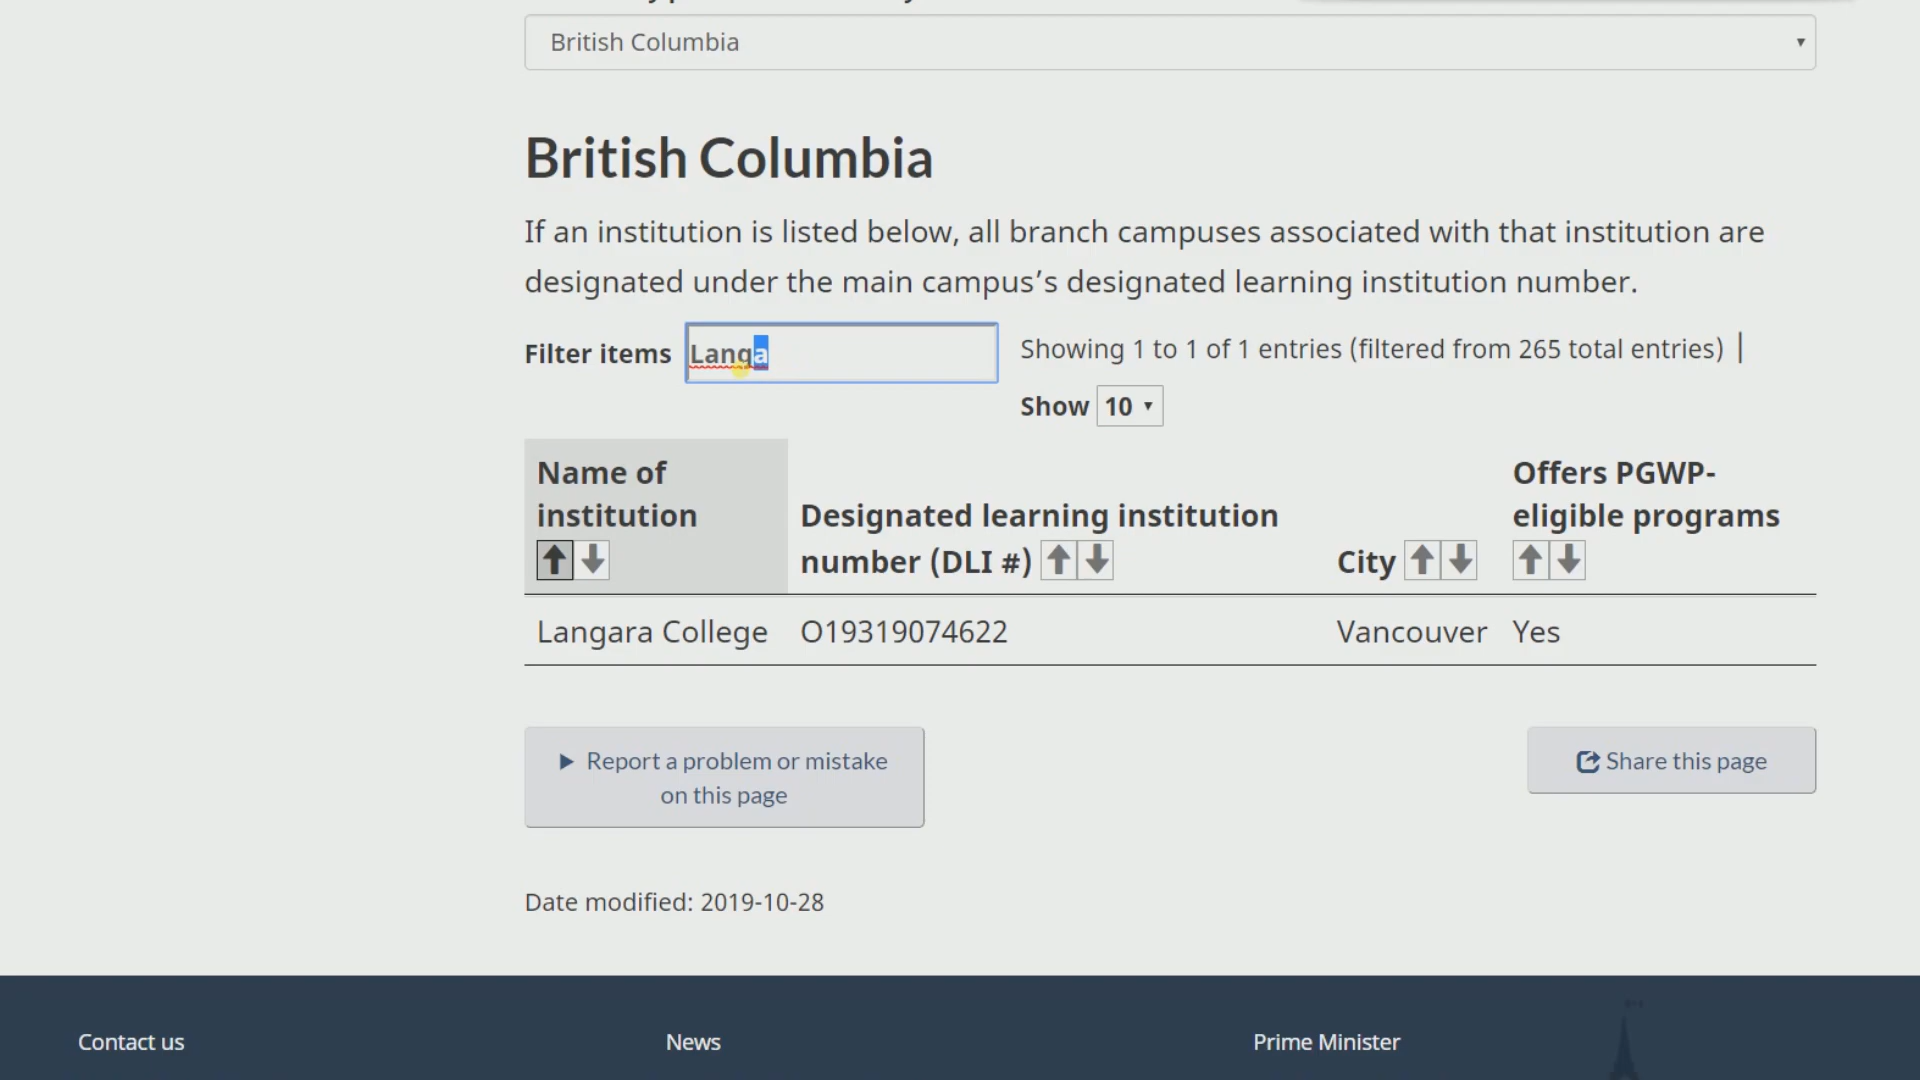 British Columbia
British Columbia
If an institution is listed below, all branch campuses associated with that institution are
designated under the main campus's designated learning institution number.
Filter items Langa Showing 1 to 1 of 1 entries (filtered from 265 total entries) |
Show 10
Name of institution
Designated learning institution number (DLI #)
City
Offers PGWP-eligible programs
Langara College O19319074622 Vancouver Yes
Report a problem or mistake
on this page
Share this page
Date modified: 2019-10-28
Contact us News Prime Minister